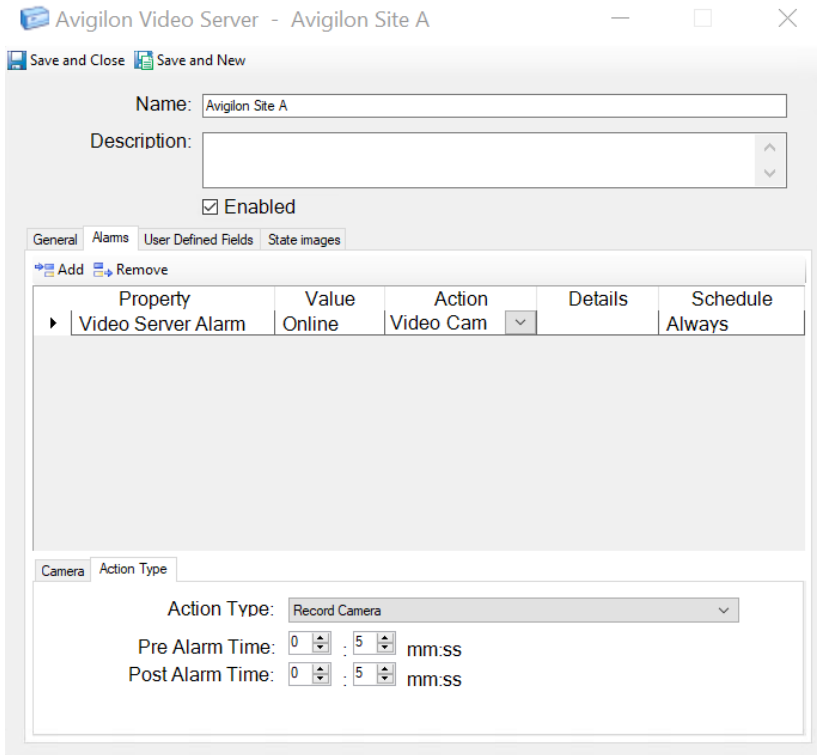 Avigilon Video Server - Avigilon Site A
Save and Close Save and New
Name: Avigilon Site A
Description:
Enabled
General Alarms User Defined Fields State images
Add Remove
Property Value Action Details Schedule
Video Server Alarm Online Video Cam Always
Camera Action Type
Action Type: Record Camera
Pre Alarm Time: 0 : 5 mm:ss
Post Alarm Time: 0 : 5 mm:ss